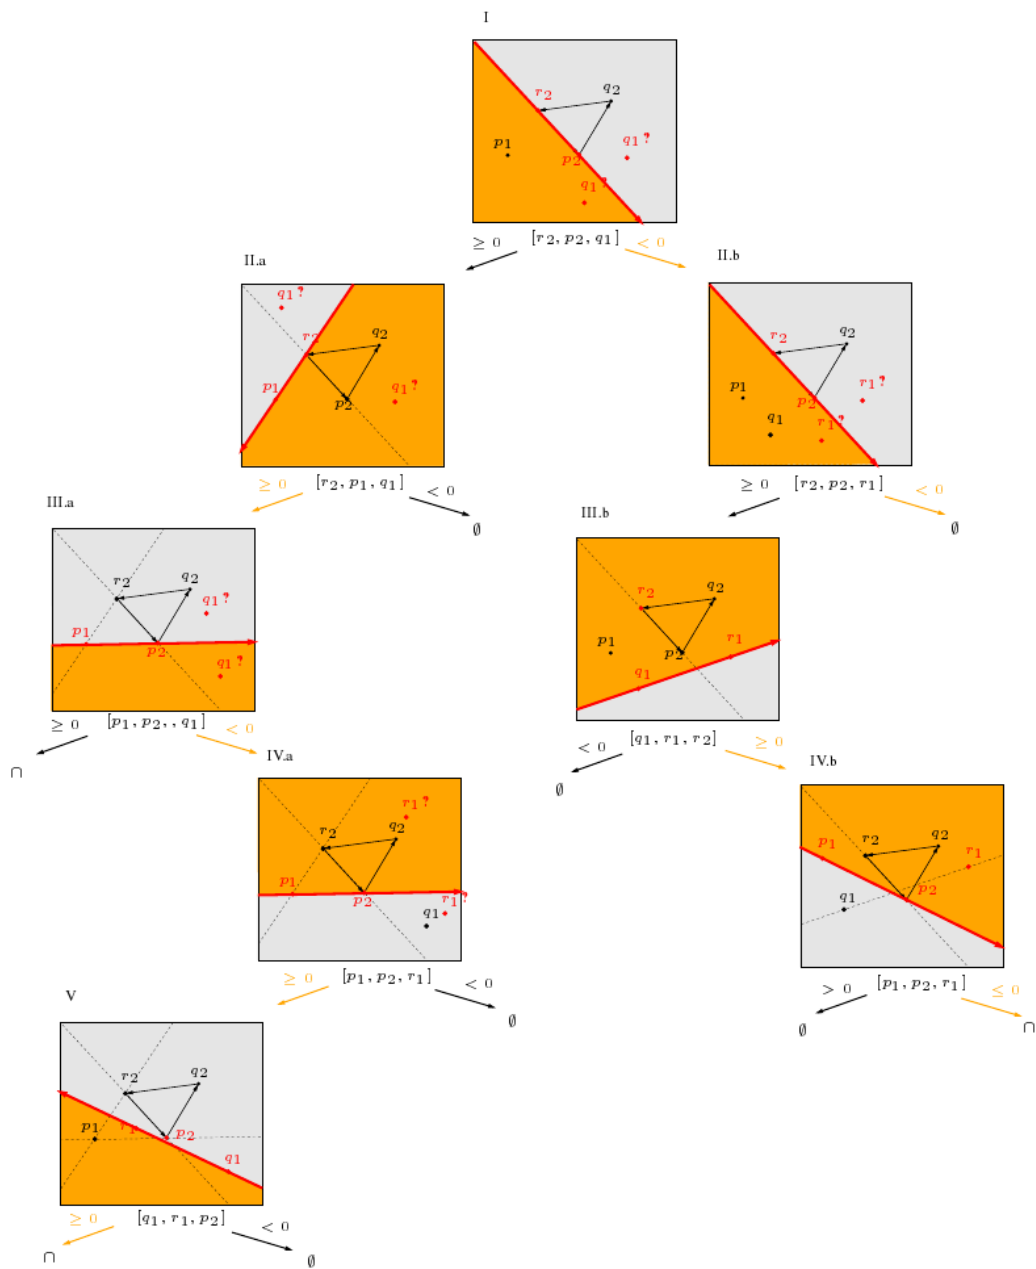 I
r2
q2
p1
q1?
p2
q1?
≥ 0 [r2, p2, q1] < 0
II.a
q1?
r2
q2
p1
p2
q1?
≥ 0 [r2, p1, q1] < 0
∅
II.b
r2
q2
p1
p2
r1?
q1
r1?
≥ 0 [r2, p2, r1] < 0
∅
III.a
r2
q2
q1?
p1
p2
q1?
≥ 0 [p1, p2, , q1] < 0
∩
III.b
r2
q2
p1
p2
r1
q1
< 0 [q1, r1, r2] ≥ 0
∅
IV.a
r1?
r2
q2
p1
p2
r1?
q1
≥ 0 [p1, p2, r1] < 0
∅
IV.b
p1
r2
q2
r1
p2
q1
> 0 [p1, p2, r1] ≤ 0
∅
∩
V
r2
q2
p1
r1
p2
q1
≥ 0 [q1, r1, p2] < 0
∩
∅